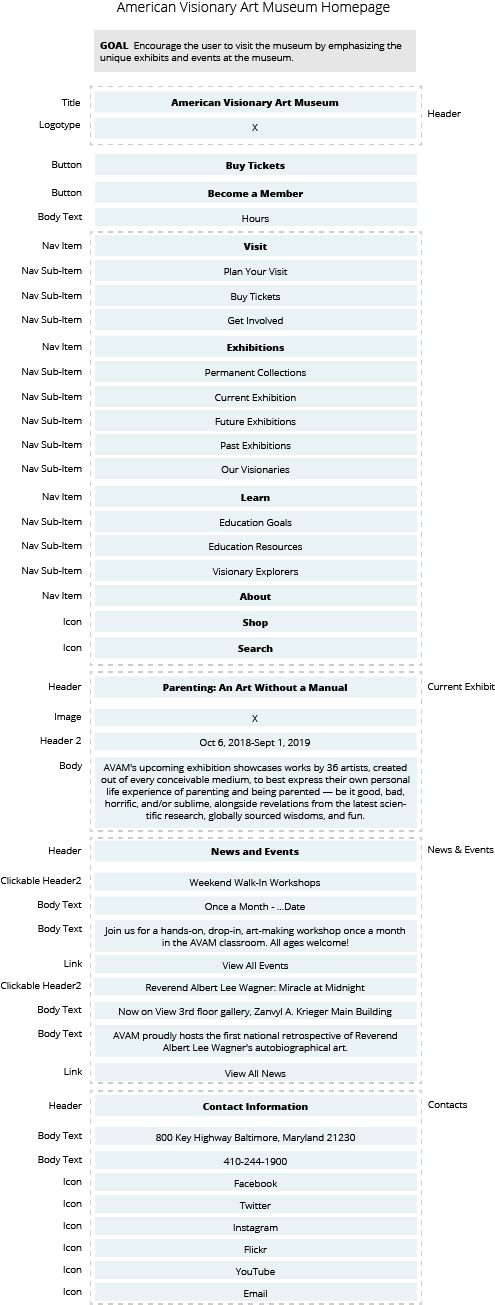 American Visionary Art Museum Homepage
GOAL Encourage the user to visit the museum by emphasizing the
unique exhibits and events at the museum.
Title American Visionary Art Museum
Header
Logotype X
Button Buy Tickets
Button Become a Member
Body Text Hours
Nav Item Visit
Nav Sub-Item Plan Your Visit
Nav Sub-Item Buy Tickets
Nav Sub-Item Get Involved
Nav Item Exhibitions
Nav Sub-Item Permanent Collections
Nav Sub-Item Current Exhibition
Nav Sub-Item Future Exhibitions
Nav Sub-Item Past Exhibitions
Nav Sub-Item Our Visionaries
Nav Item Learn
Nav Sub-Item Education Goals
Nav Sub-Item Education Resources
Nav Sub-Item Visionary Explorers
Nav Item About
Icon Shop
Icon Search
Header Parenting: An Art Without a Manual Current Exhibit
Image X
Header 2 Oct 6, 2018-Sept 1, 2019
Body AVAM's upcoming exhibition showcases works by 36 artists, created
out of every conceivable medium, to best express their own personal
life experience of parenting and being parented — be it good, bad,
horrific, and/or sublime, alongside revelations from the latest scien-
tific research, globally sourced wisdoms, and fun.
Header News and Events News & Events
Clickable Header2 Weekend Walk-In Workshops
Body Text Once a Month - ...Date
Body Text Join us for a hands-on, drop-in, art-making workshop once a month
in the AVAM classroom. All ages welcome!
Link View All Events
Clickable Header2 Reverend Albert Lee Wagner: Miracle at Midnight
Body Text Now on View 3rd floor gallery, Zanvyl A. Krieger Main Building
Body Text AVAM proudly hosts the first national retrospective of Reverend
Albert Lee Wagner's autobiographical art.
Link View All News
Header Contact Information Contacts
Body Text 800 Key Highway Baltimore, Maryland 21230
Body Text 410-244-1900
Icon Facebook
Icon Twitter
Icon Instagram
Icon Flickr
Icon YouTube
Icon Email